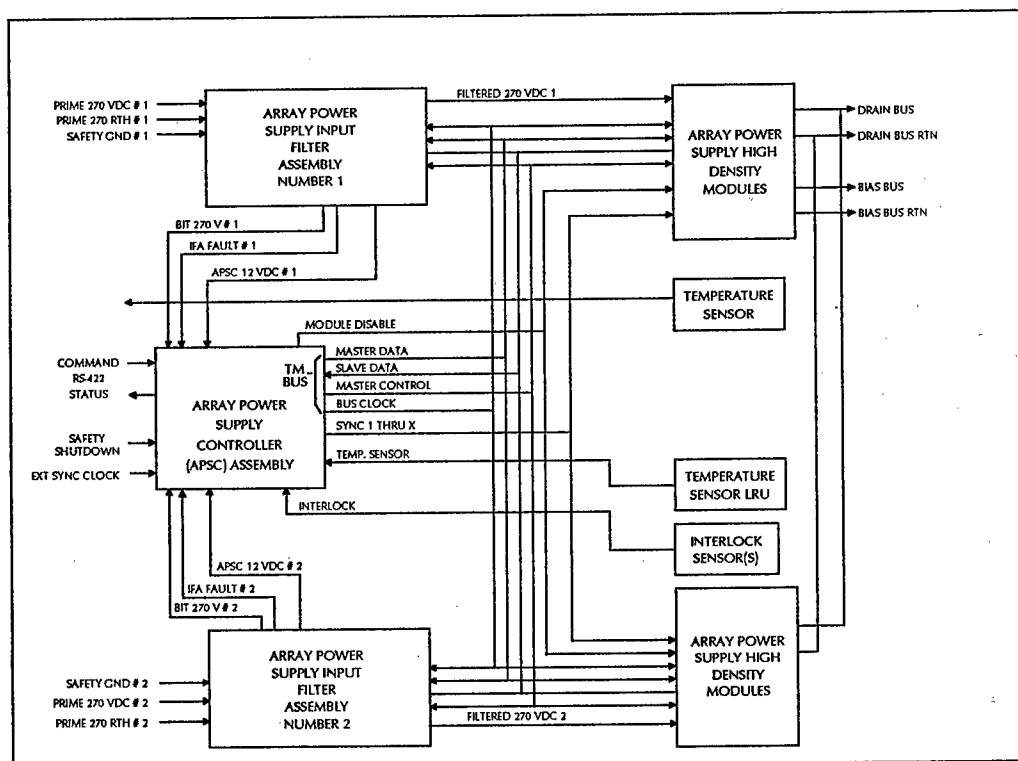 FILTERED 270 VDC 1
PRIME 270 VDC # 1
PRIME 270 RTH # 1
SAFETY GND # 1
ARRAY POWER
SUPPLY INPUT
FILTER
ASSEMBLY
NUMBER 1
ARRAY POWER
SUPPLY HIGH
DENSITY
MODULES
DRAIN BUS
DRAIN BUS RTN
BIAS BUS
BIAS BUS RTN
BIT 270 V # 1
IFA FAULT # 1
APSC 12 VDC # 1
TEMPERATURE
SENSOR
MODULE DISABLE
COMMAND
RS-422
STATUS
SAFETY
SHUTDOWN
EXT SYNC CLOCK
TM
BUS
ARRAY POWER
SUPPLY
CONTROLLER
(APSC) ASSEMBLY
MASTER DATA
SLAVE DATA
MASTER CONTROL
BUS CLOCK
SYNC 1 THRU X
TEMP. SENSOR
INTERLOCK
TEMPERATURE
SENSOR LRU
INTERLOCK
SENSOR(S)
APSC 12 VDC # 2
IFA FAULT # 2
BIT 270 V # 2
SAFETY GND # 2
PRIME 270 VDC # 2
PRIME 270 RTH # 2
ARRAY POWER
SUPPLY INPUT
FILTER
ASSEMBLY
NUMBER 2
FILTERED 270 VDC 2
ARRAY POWER
SUPPLY HIGH
DENSITY
MODULES